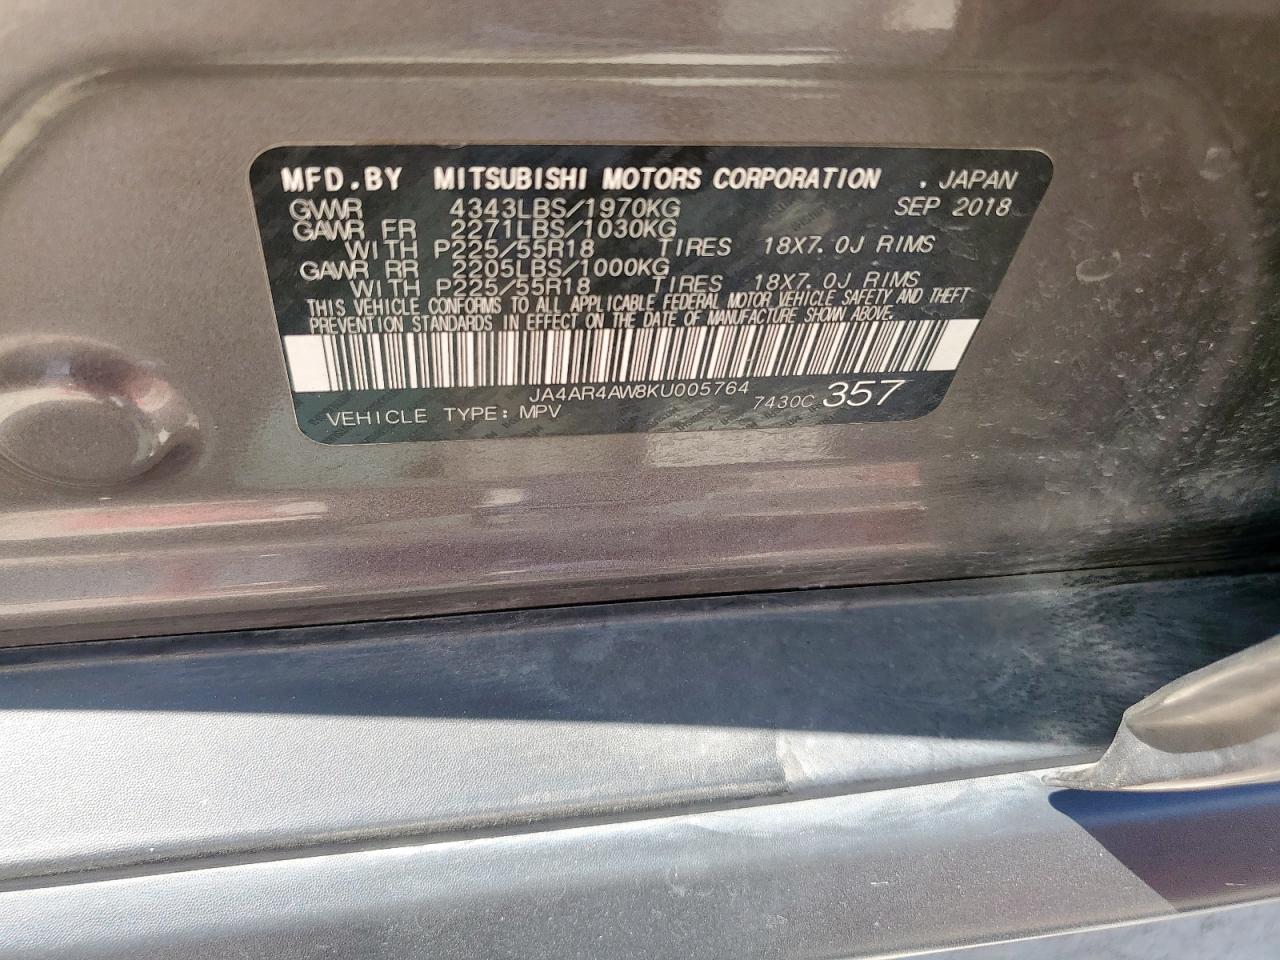 MFD.BY MITSUBISHI MOTORS CORPORATION . JAPAN
GVWR 4343LBS/1970KG SEP 2018
GAWR FR 2271LBS/1030KG
WITH P225/55R18 TIRES 18X7.0J RIMS
GAWR RR 2205LBS/1000KG
WITH P225/55R18 TIRES 18X7.0J RIMS
THIS VEHICLE CONFORMS TO ALL APPLICABLE FEDERAL MOTOR VEHICLE SAFETY AND THEFT
PREVENTION STANDARDS IN EFFECT ON THE DATE OF MANUFACTURE SHOWN ABOVE.
JA4AR4AW8KU005764
VEHICLE TYPE: MPV 7430C 357